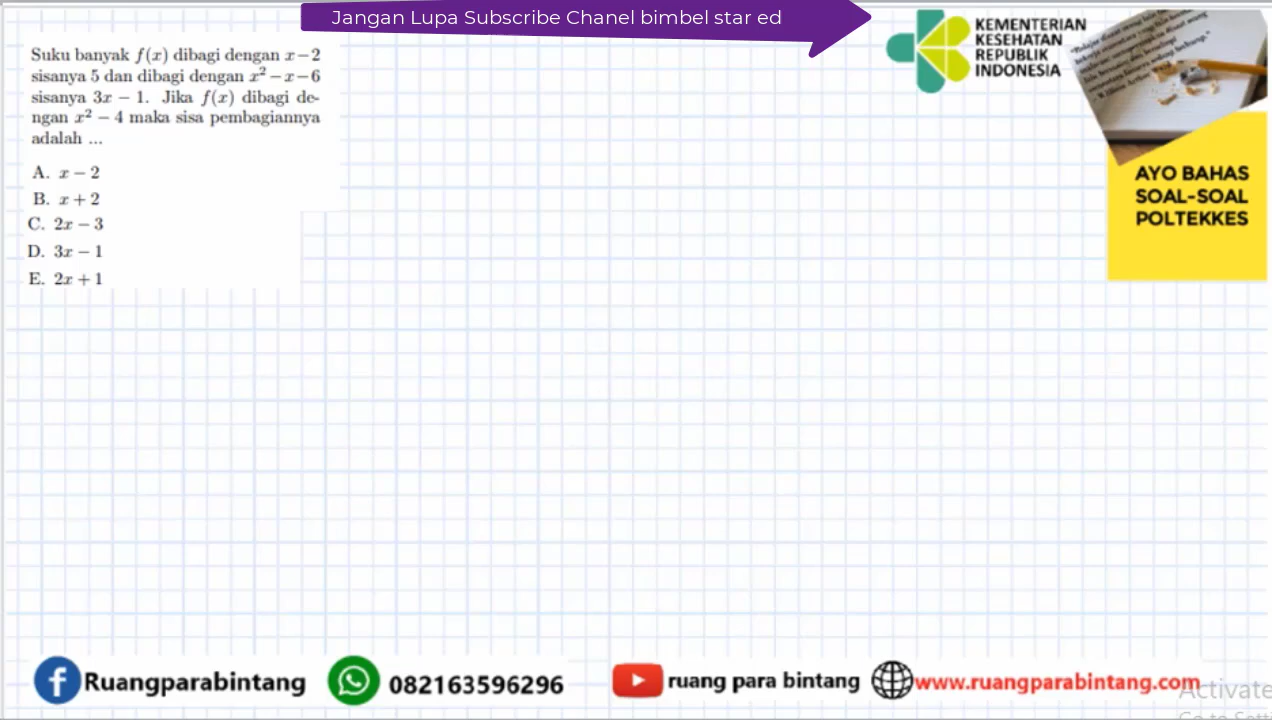 Jangan Lupa Subscribe Chanel bimbel star ed
Suku banyak f(x) dibagi dengan x−2
sisanya 5 dan dibagi dengan x² − x − 6
sisanya 3x − 1. Jika f(x) dibagi de-
ngan x² − 4 maka sisa pembagiannya
adalah ...
A. x − 2
B. x + 2
C. 2x − 3
D. 3x − 1
E. 2x + 1
KEMENTERIAN
KESEHATAN
REPUBLIK
INDONESIA
AYO BAHAS
SOAL-SOAL
POLTEKKES
Ruangparabintang
082163596296
ruang para bintang
www.ruangparabintang.com
Activate